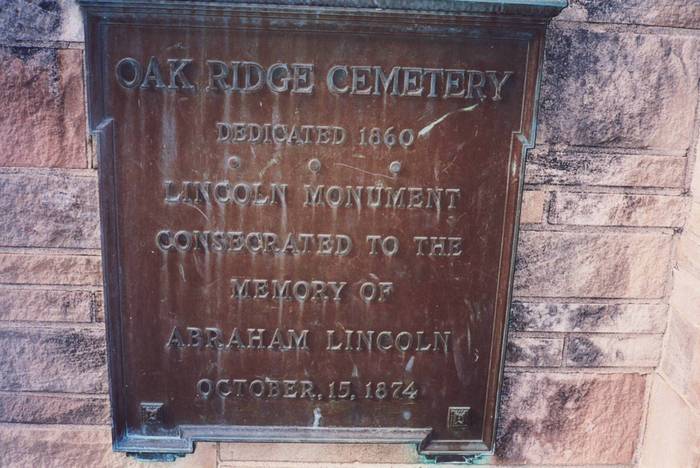 OAK RIDGE CEMETERY
DEDICATED 1860
LINCOLN MONUMENT
CONSECRATED TO THE
MEMORY OF
ABRAHAM LINCOLN
OCTOBER, 15, 1874